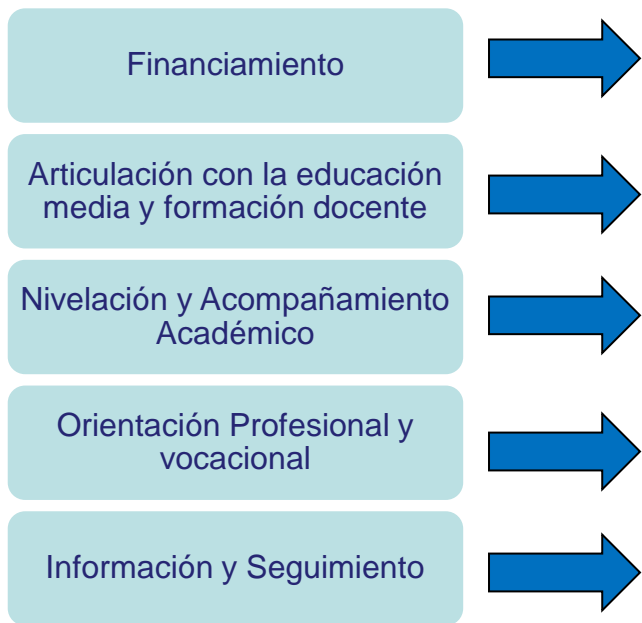 Financiamiento
Articulación con la educación
media y formación docente
Nivelación y Acompañamiento
Académico
Orientación Profesional y
vocacional
Información y Seguimiento